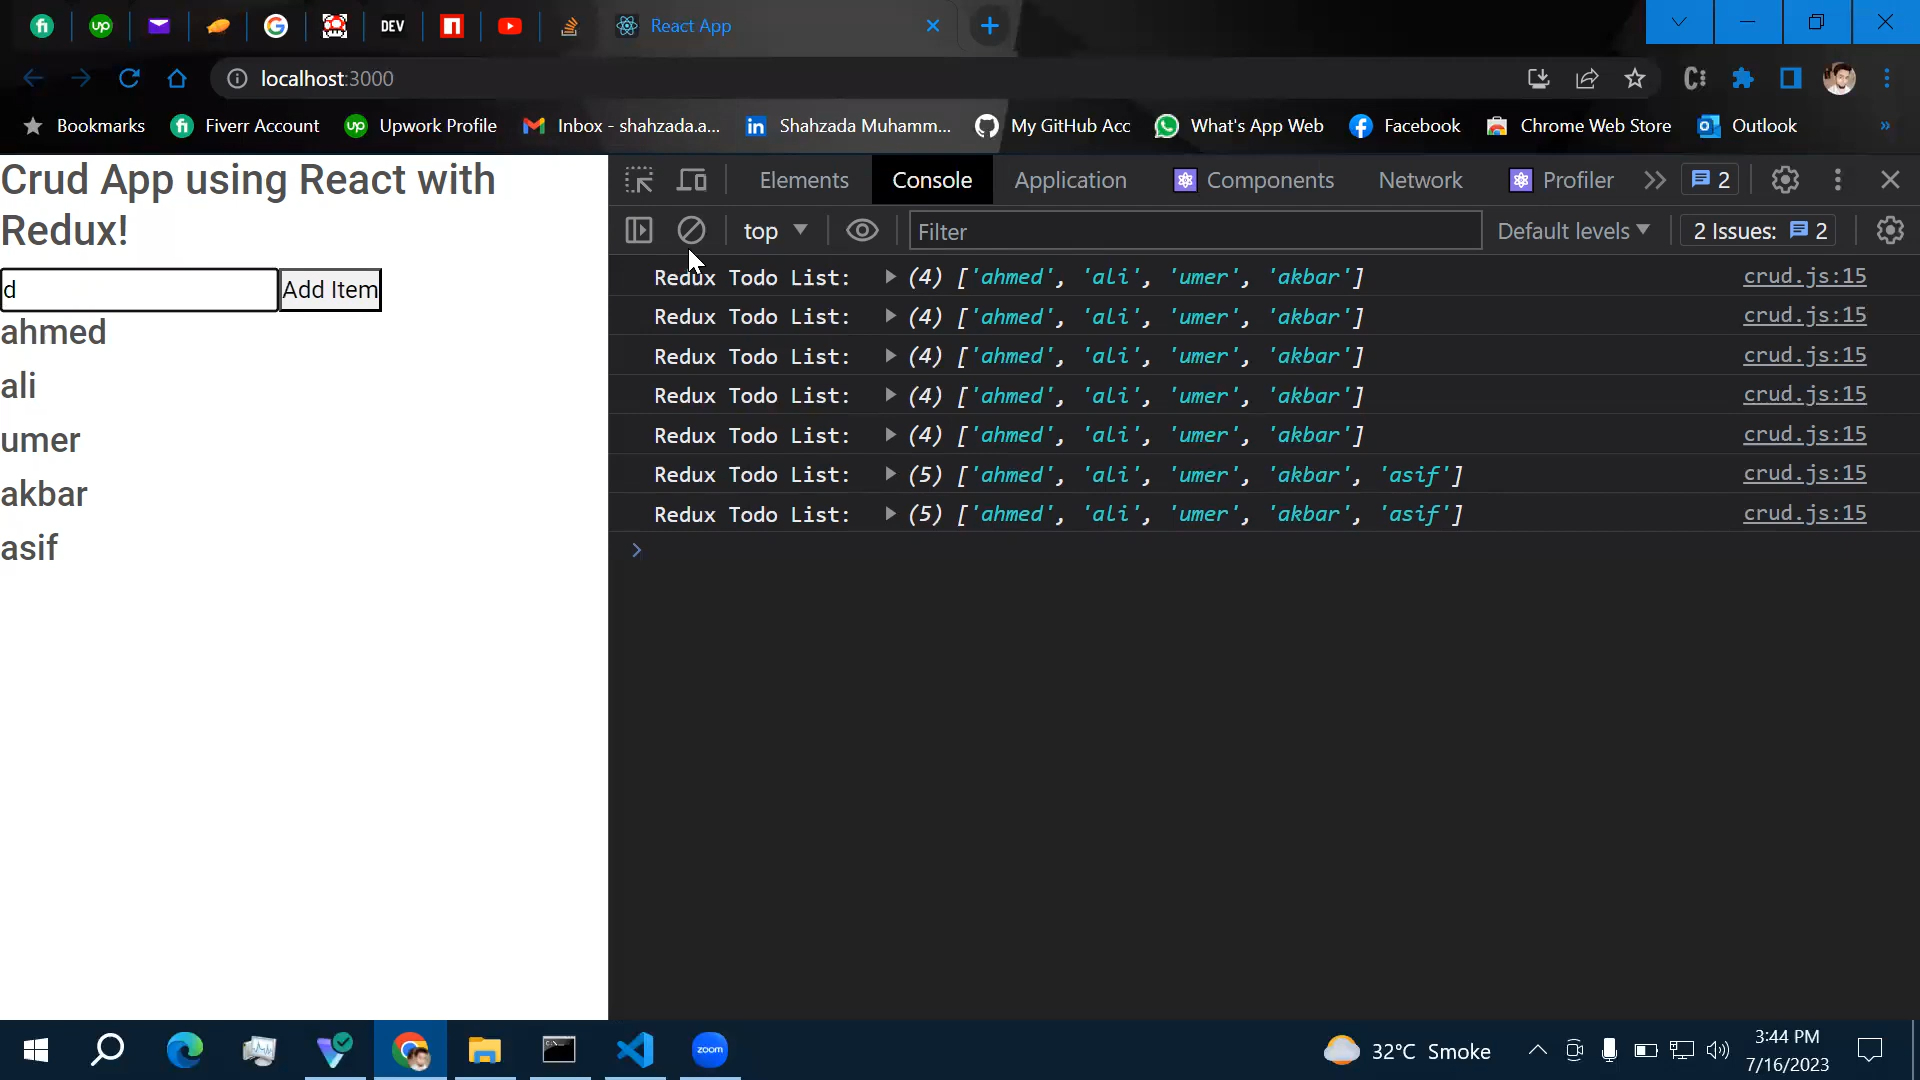 DEV
React App
localhost:3000
Bookmarks
Fiverr Account
Upwork Profile
Inbox - shahzada.a...
Shahzada Muhamm...
My GitHub Acc
What's App Web
Facebook
Chrome Web Store
Outlook
Crud App using React with
Redux!
d
Add Item
ahmed
ali
umer
akbar
asif
Elements Console Application Components Network Profiler 2
top Filter Default levels 2 Issues: 2
Redux Todo List: (4) ['ahmed', 'ali', 'umer', 'akbar'] crud.js:15
Redux Todo List: (4) ['ahmed', 'ali', 'umer', 'akbar'] crud.js:15
Redux Todo List: (4) ['ahmed', 'ali', 'umer', 'akbar'] crud.js:15
Redux Todo List: (4) ['ahmed', 'ali', 'umer', 'akbar'] crud.js:15
Redux Todo List: (4) ['ahmed', 'ali', 'umer', 'akbar'] crud.js:15
Redux Todo List: (5) ['ahmed', 'ali', 'umer', 'akbar', 'asif'] crud.js:15
Redux Todo List: (5) ['ahmed', 'ali', 'umer', 'akbar', 'asif'] crud.js:15
zoom
32°C Smoke
3:44 PM
7/16/2023